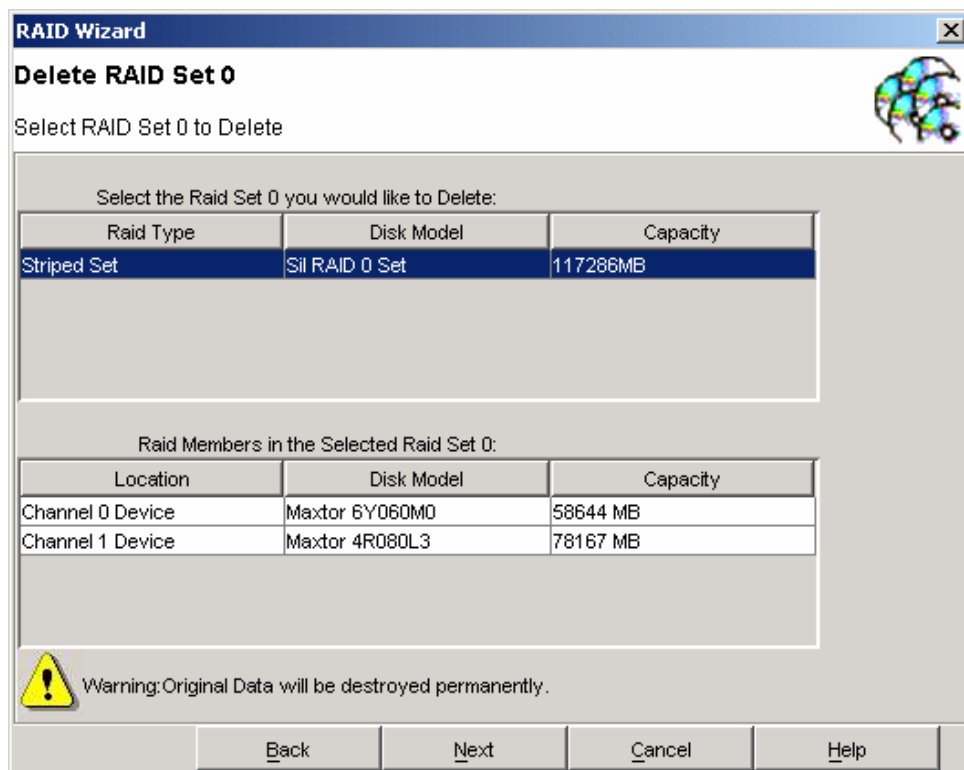 RAID Wizard
Delete RAID Set 0
Select RAID Set 0 to Delete
Select the Raid Set 0 you would like to Delete:
Raid Type Disk Model Capacity
Striped Set Sil RAID 0 Set 117286MB
Raid Members in the Selected Raid Set 0:
Location Disk Model Capacity
Channel 0 Device Maxtor 6Y060M0 58644 MB
Channel 1 Device Maxtor 4R080L3 78167 MB
Warning:Original Data will be destroyed permanently.
Back Next Cancel Help